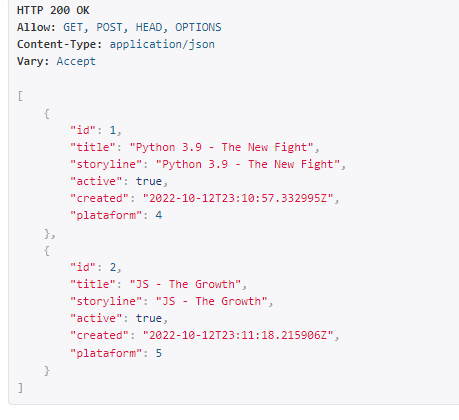 HTTP 200 OK
Allow: GET, POST, HEAD, OPTIONS
Content-Type: application/json
Vary: Accept
[
{
"id": 1,
"title": "Python 3.9 - The New Fight",
"storyline": "Python 3.9 - The New Fight",
"active": true,
"created": "2022-10-12T23:10:57.332995Z",
"plataform": 4
},
{
"id": 2,
"title": "JS - The Growth",
"storyline": "JS - The Growth",
"active": true,
"created": "2022-10-12T23:11:18.215906Z",
"plataform": 5
}
]